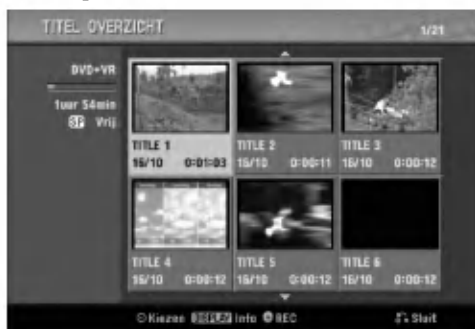 TITEL OVERZICHT
1/21
DVD+VR
1uur 54min
SP Vrij
TITLE 1
16/10 0:01:03
TITLE 2
16/10 0:00:11
TITLE 3
16/10 0:00:12
TITLE 4
16/10 0:00:12
TITLE 5
16/10 0:00:12
TITLE 6
16/10 0:00:12
Kiezen DISPLAY Info REC
Sluit